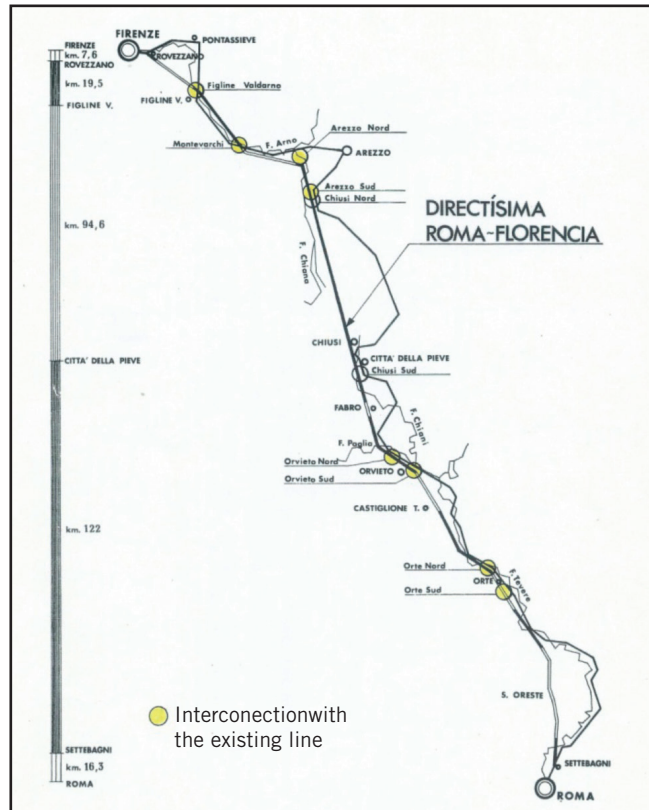 FIRENZE
km. 7,6
ROVEZZANO
km. 19,5
FIGLINE V.
km. 94,6
CITTA' DELLA PIEVE
km. 122
SETTEBAGNI
km. 16,3
ROMA
FIRENZE
PONTASSIEVE
ROVEZZANO
Figline Valdarno
FIGLINE V.
Montevarchi
F. Arno
Arezzo Nord
AREZZO
Arezzo Sud
Chiusi Nord
DIRECTÍSIMA
ROMA-FLORENCIA
F. Chiana
CHIUSI
CITTA' DELLA PIEVE
Chiusi Sud
FABRO
F. Chiani
F. Paglia
Orvieto Nord
ORVIETO
Orvieto Sud
CASTIGLIONE T.
Orte Nord
ORTE
F. Tevere
Orte Sud
S. ORESTE
SETTEBAGNI
ROMA
Interconectionwith
the existing line